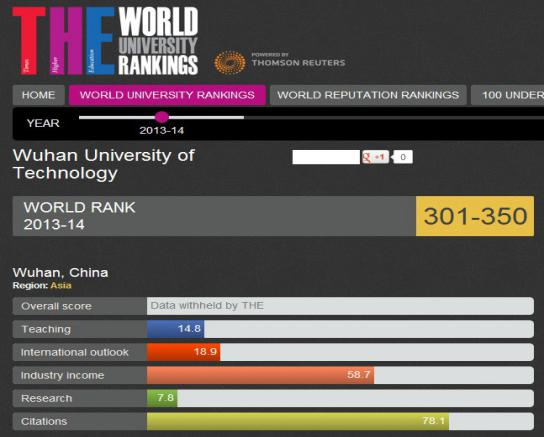 THE WORLD
UNIVERSITY
RANKINGS
Times Higher Education
POWERED BY
THOMSON REUTERS
HOME WORLD UNIVERSITY RANKINGS WORLD REPUTATION RANKINGS 100 UNDER
YEAR
2013-14
Wuhan University of
Technology
g +1 0
WORLD RANK
2013-14
301-350
Wuhan, China
Region: Asia
Overall score Data withheld by THE
Teaching 14.8
International outlook 18.9
Industry income 58.7
Research 7.8
Citations 78.1